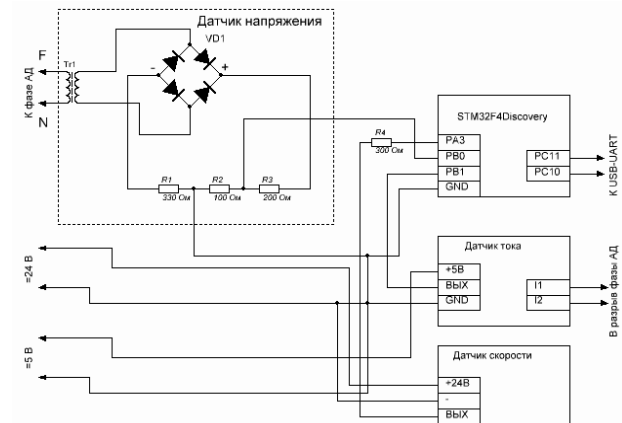 Датчик напряжения
VD1
-
+
F
Tr1
К фазе АД
N
R1
330 Ом
R2
100 Ом
R3
200 Ом
R4
300 Ом
STM32F4Discovery
PA3
PB0
PB1
GND
PC11
PC10
К USB-UART
Датчик тока
+5В
ВЫХ
GND
I1
I2
В разрыв фазы АД
=24 В
=5 В
Датчик скорости
+24В
-
ВЫХ